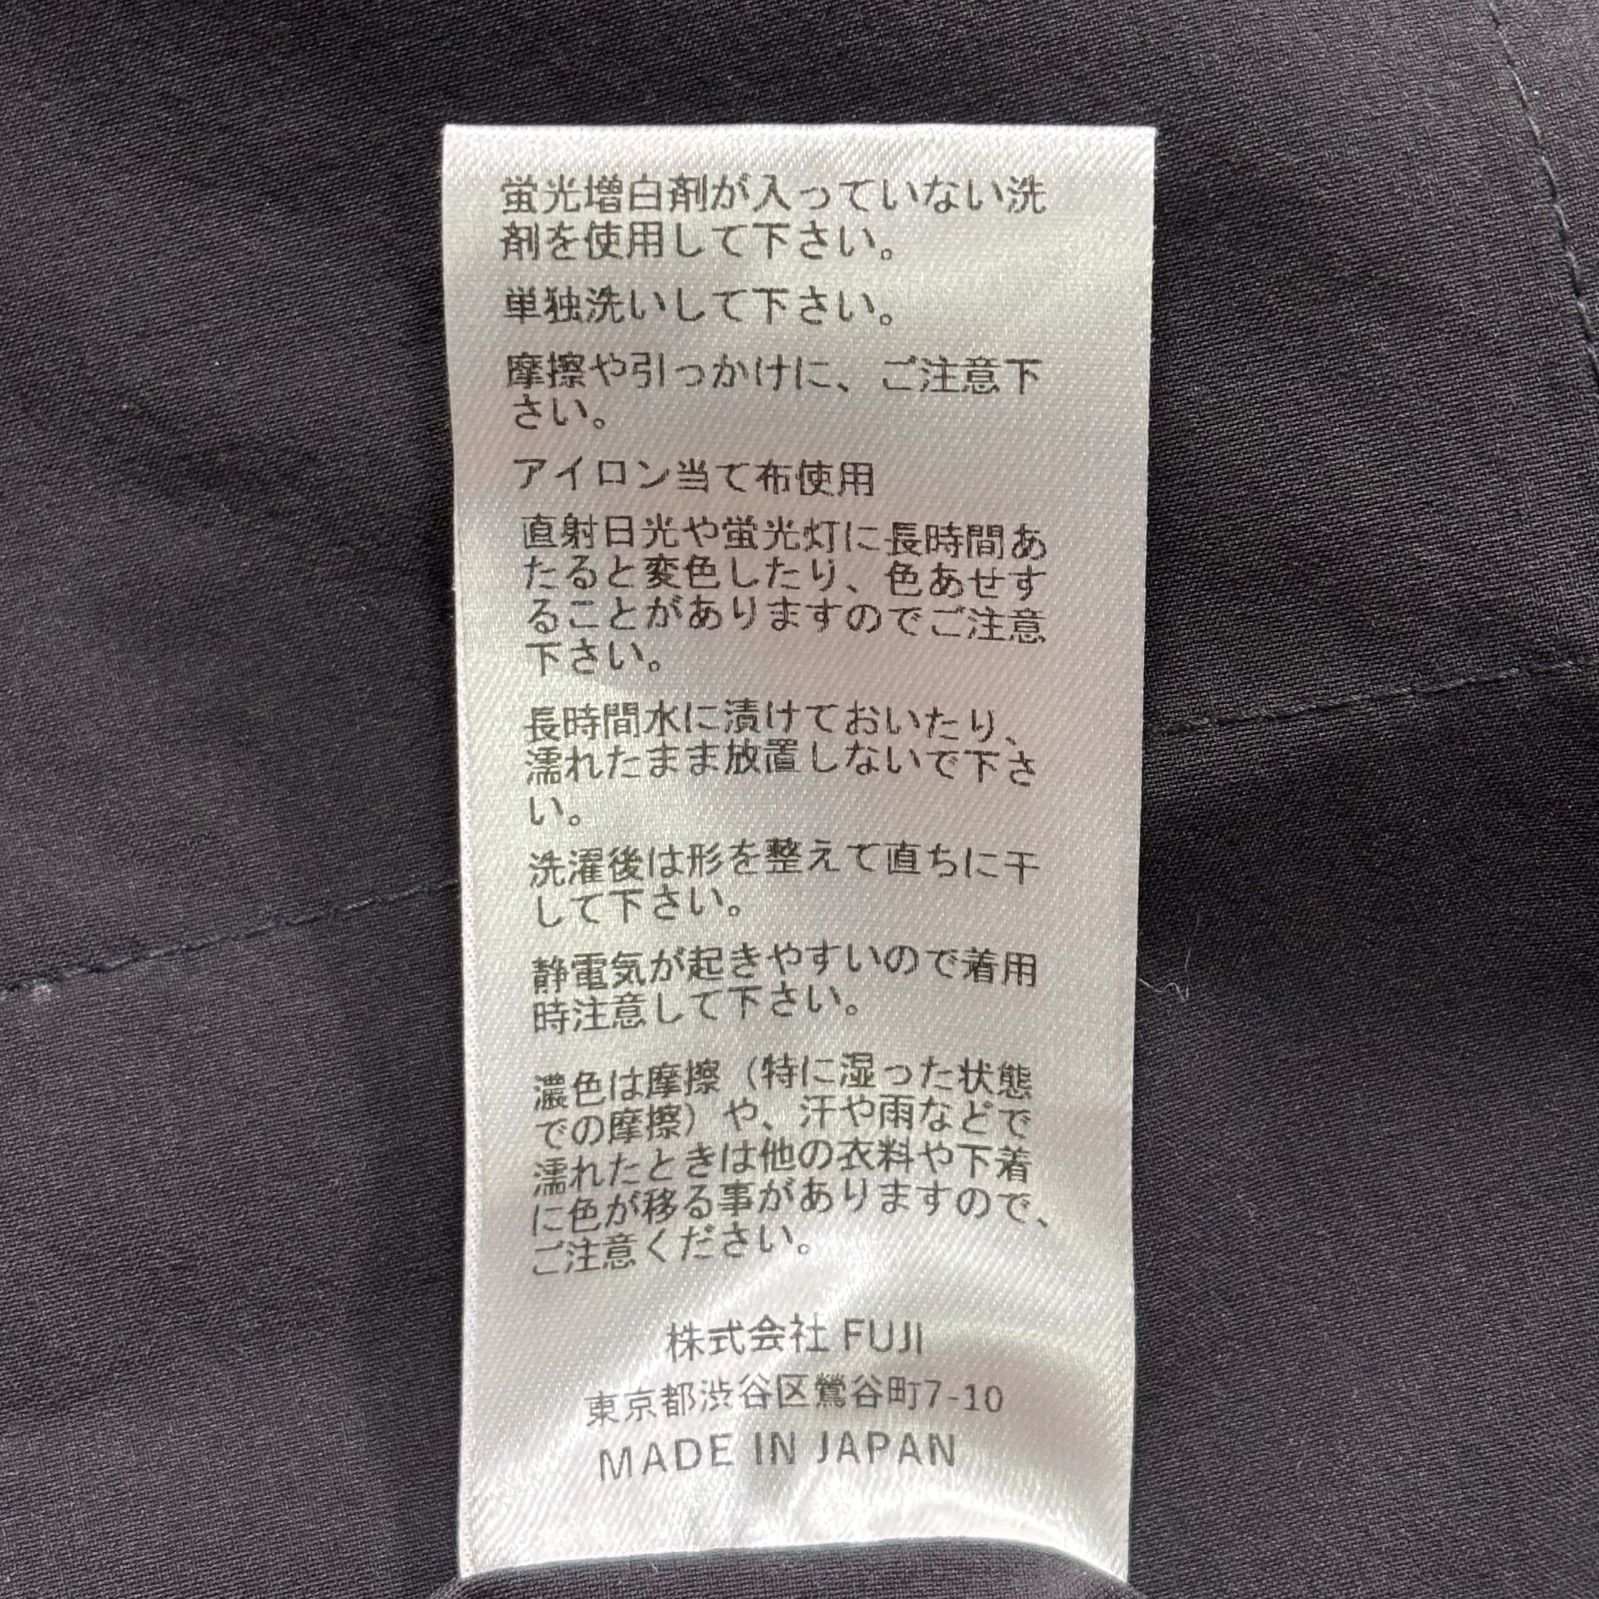 蛍光増白剤が入っていない洗
剤を使用して下さい。
単独洗いして下さい。
摩擦や引っかけに、ご注意下
さい。
アイロン当て布使用
直射日光や蛍光灯に長時間あ
たると変色したり、色あせす
ることがありますのでご注意
下さい。
長時間水に漬けておいたり、
濡れたまま放置しないで下さ
い。
洗濯後は形を整えて直ちに干
して下さい。
静電気が起きやすいので着用
時注意して下さい。
濃色は摩擦（特に湿った状態
での摩擦）や、汗や雨などで
濡れたときは他の衣料や下着
に色が移る事がありますので、
ご注意ください。
株式会社 FUJI
東京都渋谷区鶯谷町7-10
MADE IN JAPAN